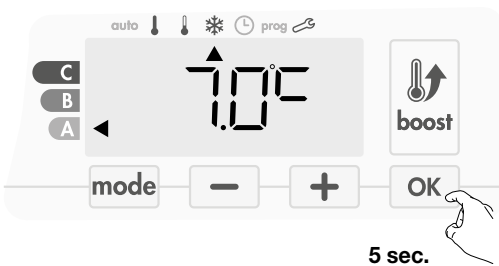 auto prog
C
B
A
7.0°C
boost
mode − + OK
5 sec.